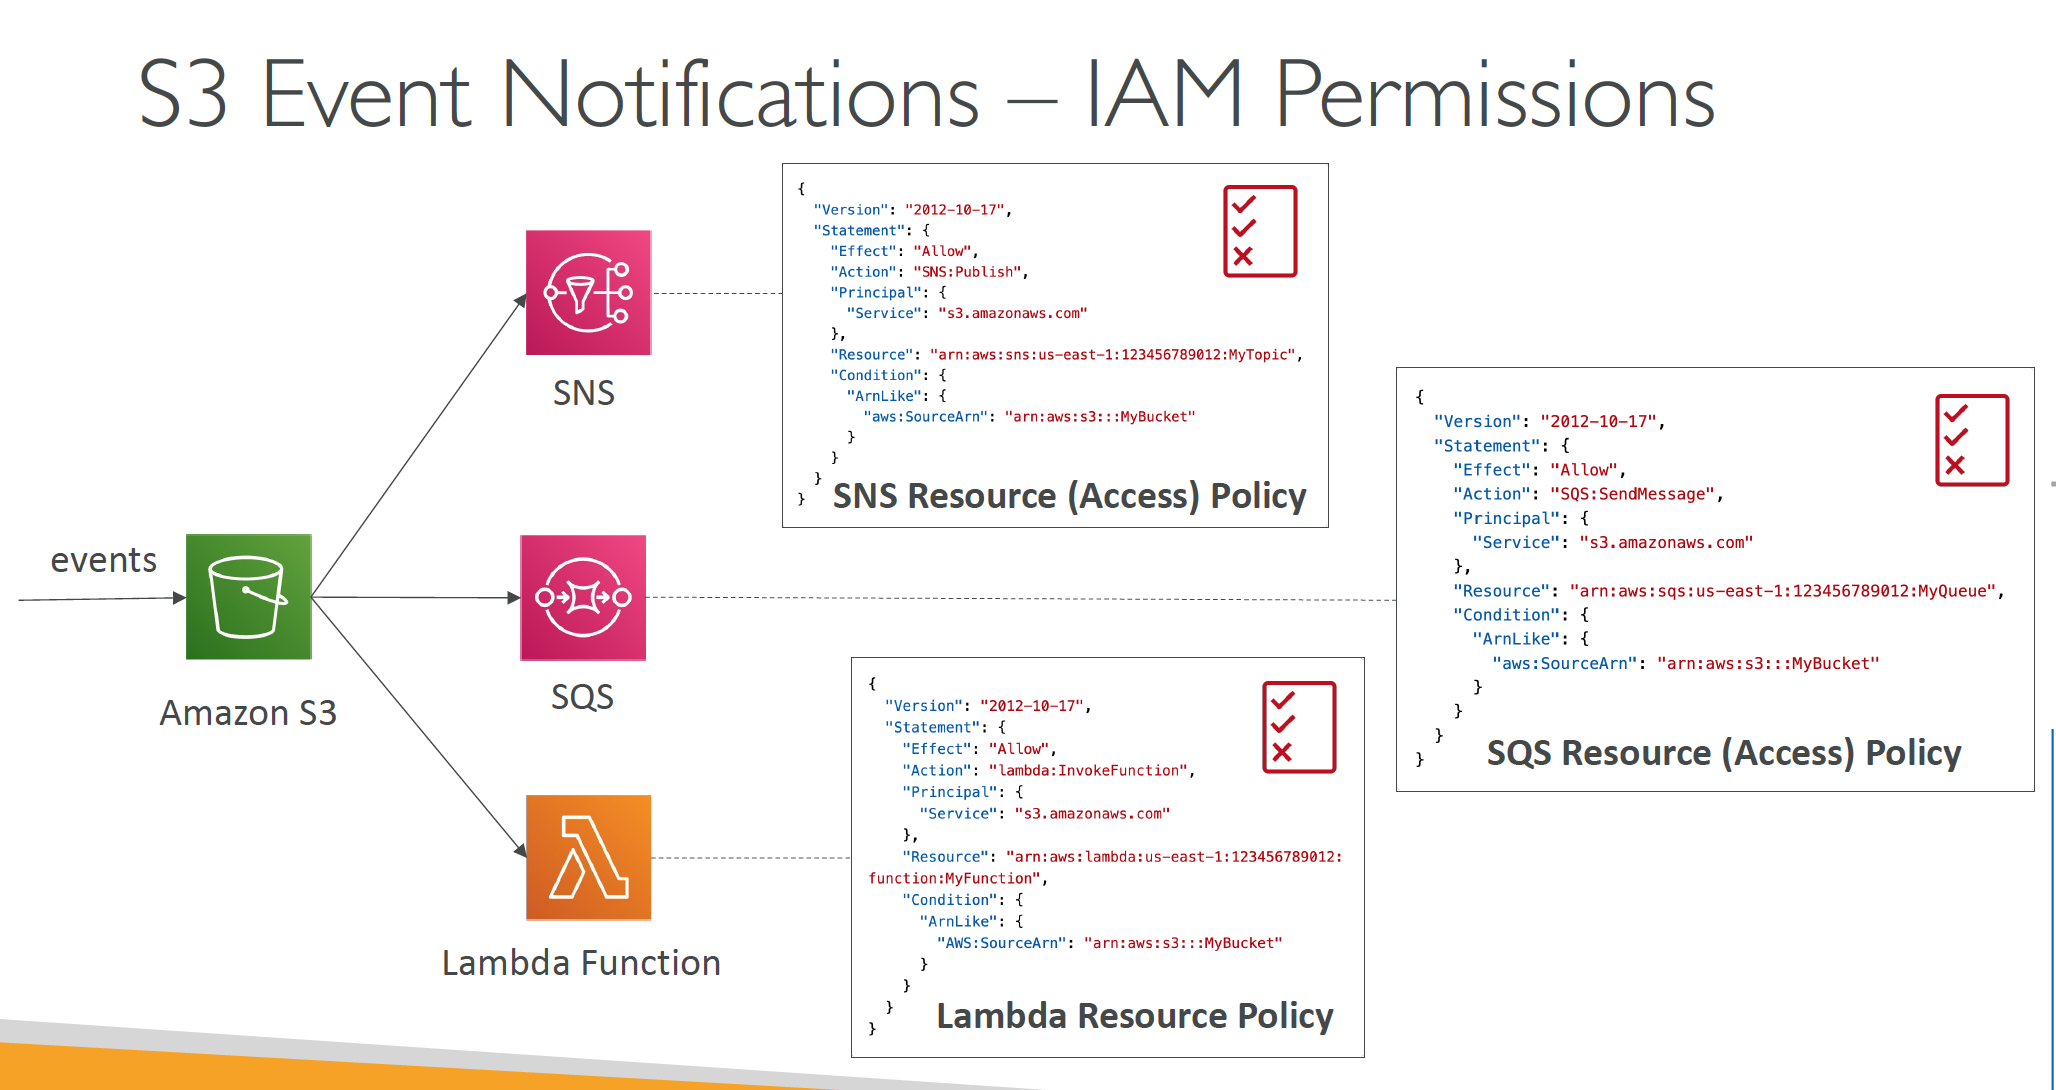 S3 Event Notifications – IAM Permissions
{
"Version": "2012-10-17",
"Statement": {
"Effect": "Allow",
"Action": "SNS:Publish",
"Principal": {
"Service": "s3.amazonaws.com"
},
"Resource": "arn:aws:sns:us-east-1:123456789012:MyTopic",
"Condition": {
"ArnLike": {
"aws:SourceArn": "arn:aws:s3:::MyBucket"
}
}
}
}
SNS Resource (Access) Policy
SNS
{
"Version": "2012-10-17",
"Statement": {
"Effect": "Allow",
"Action": "SQS:SendMessage",
"Principal": {
"Service": "s3.amazonaws.com"
},
"Resource": "arn:aws:sqs:us-east-1:123456789012:MyQueue",
"Condition": {
"ArnLike": {
"aws:SourceArn": "arn:aws:s3:::MyBucket"
}
}
}
}
SQS Resource (Access) Policy
events
Amazon S3
SQS
{
"Version": "2012-10-17",
"Statement": {
"Effect": "Allow",
"Action": "lambda:InvokeFunction",
"Principal": {
"Service": "s3.amazonaws.com"
},
"Resource": "arn:aws:lambda:us-east-1:123456789012:
function:MyFunction",
"Condition": {
"ArnLike": {
"AWS:SourceArn": "arn:aws:s3:::MyBucket"
}
}
}
}
Lambda Resource Policy
Lambda Function